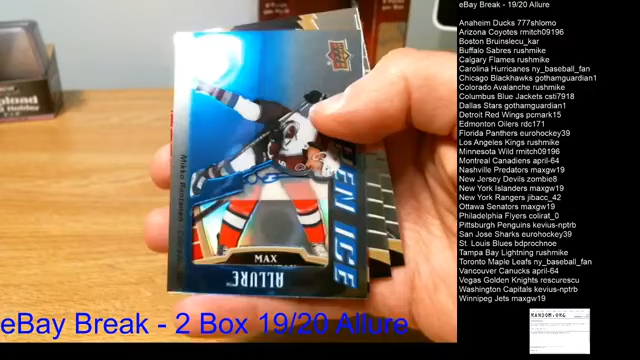 eBay Break - 19/20 Allure
Anaheim Ducks 777shlomo
Arizona Coyotes rmitch09196
Boston Bruinslecu_kar
Buffalo Sabres rushmike
Calgary Flames rushmike
Carolina Hurricanes ny_baseball_fan
Chicago Blackhawks gothamguardian1
Colorado Avalanche rushmike
Columbus Blue Jackets csti7918
Dallas Stars gothamguardian1
Detroit Red Wings pcmark15
Edmonton Oilers rdc171
Florida Panthers eurohockey39
Los Angeles Kings rushmike
Minnesota Wild rmitch09196
Montreal Canadiens april-64
Nashville Predators maxgw19
New Jersey Devils zombie8
New York Islanders maxgw19
New York Rangers jibacc_42
Ottawa Senators maxgw19
Philadelphia Flyers colirat_0
Pittsburgh Penguins kevius-nptrb
San Jose Sharks eurohockey39
St. Louis Blues bdprochnoe
Tampa Bay Lightning rushmike
Toronto Maple Leafs ny_baseball_fan
Vancouver Canucks april-64
Vegas Golden Knights rescurescu
Washington Capitals kevius-nptrb
Winnipeg Jets maxgw19
RANDOM.ORG
Mikko Rantanen
EN ICE
MAX
ALLURE
eBay Break - 2 Box 19/20 Allure